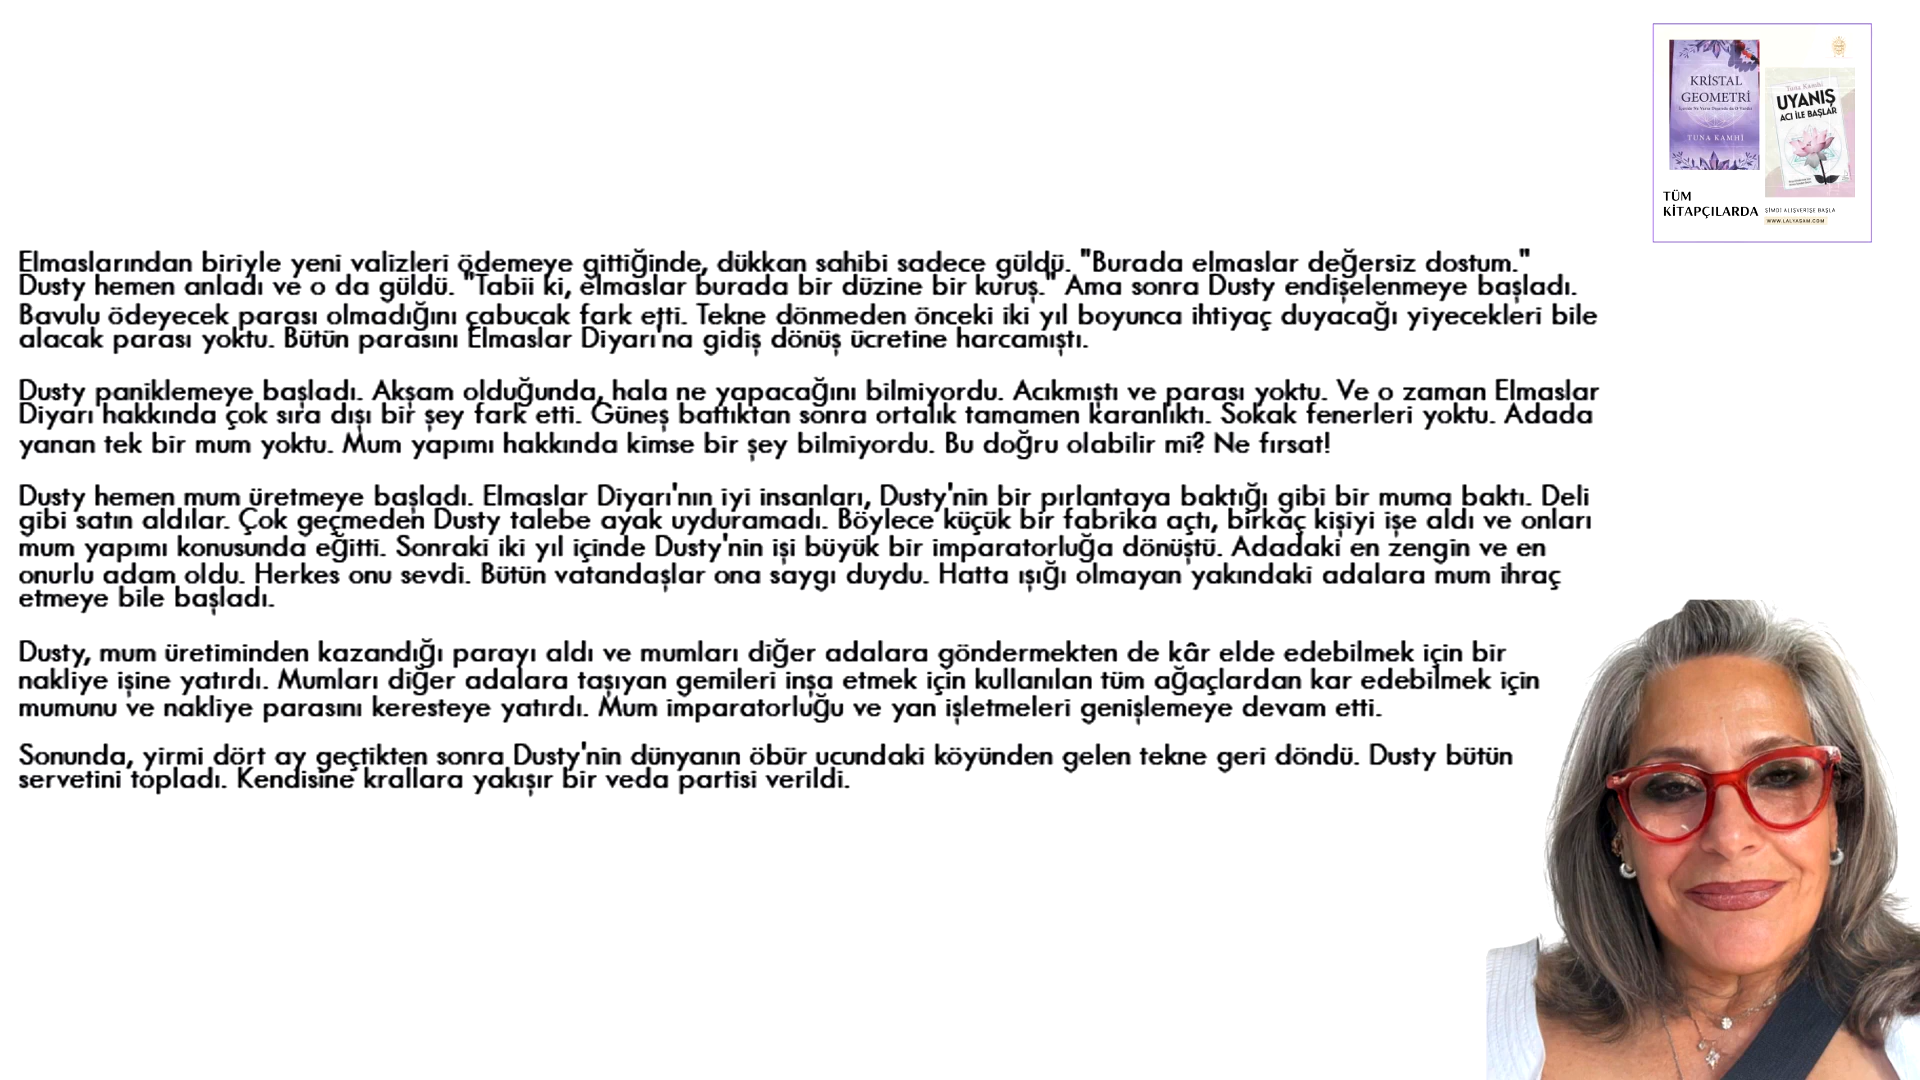 KRİSTAL
GEOMETRİ
TUNA KAMHİ
Tuna Kamhi
UYANIŞ
ACI İLE BAŞLAR
TÜM
KİTAPÇILARDA
ŞİMDİ ALIŞVERİŞE BAŞLA
WWW.LALYASAM.COM
Elmaslarından biriyle yeni valizleri ödemeye gittiğinde, dükkan sahibi sadece güldü. "Burada elmaslar değersiz dostum."
Dusty hemen anladı ve o da güldü. "Tabii ki, elmaslar burada bir düzine bir kuruş." Ama sonra Dusty endişelenmeye başladı.
Bavulu ödeyecek parası olmadığını çabucak fark etti. Tekne dönmeden önceki iki yıl boyunca ihtiyaç duyacağı yiyecekleri bile
alacak parası yoktu. Bütün parasını Elmaslar Diyarı'na gidiş dönüş ücretine harcamıştı.
Dusty paniklemeye başladı. Akşam olduğunda, hala ne yapacağını bilmiyordu. Acıkmıştı ve parası yoktu. Ve o zaman Elmaslar
Diyarı hakkında çok sıra dışı bir şey fark etti. Güneş battıktan sonra ortalık tamamen karanlıktı. Sokak fenerleri yoktu. Adada
yanan tek bir mum yoktu. Mum yapımı hakkında kimse bir şey bilmiyordu. Bu doğru olabilir mi? Ne fırsat!
Dusty hemen mum üretmeye başladı. Elmaslar Diyarı'nın iyi insanları, Dusty'nin bir pırlantaya baktığı gibi bir muma baktı. Deli
gibi satın aldılar. Çok geçmeden Dusty talebe ayak uyduramadı. Böylece küçük bir fabrika açtı, birkaç kişiyi işe aldı ve onları
mum yapımı konusunda eğitti. Sonraki iki yıl içinde Dusty'nin işi büyük bir imparatorluğa dönüştü. Adadaki en zengin ve en
onurlu adam oldu. Herkes onu sevdi. Bütün vatandaşlar ona saygı duydu. Hatta ışığı olmayan yakındaki adalara mum ihraç
etmeye bile başladı.
Dusty, mum üretiminden kazandığı parayı aldı ve mumları diğer adalara göndermekten de kâr elde edebilmek için bir
nakliye işine yatırdı. Mumları diğer adalara taşıyan gemileri inşa etmek için kullanılan tüm ağaçlardan kar edebilmek için
mumunu ve nakliye parasını keresteye yatırdı. Mum imparatorluğu ve yan işletmeleri genişlemeye devam etti.
Sonunda, yirmi dört ay geçtikten sonra Dusty'nin dünyanın öbür ucundaki köyünden gelen tekne geri döndü. Dusty bütün
servetini topladı. Kendisine krallara yakışır bir veda partisi verildi.